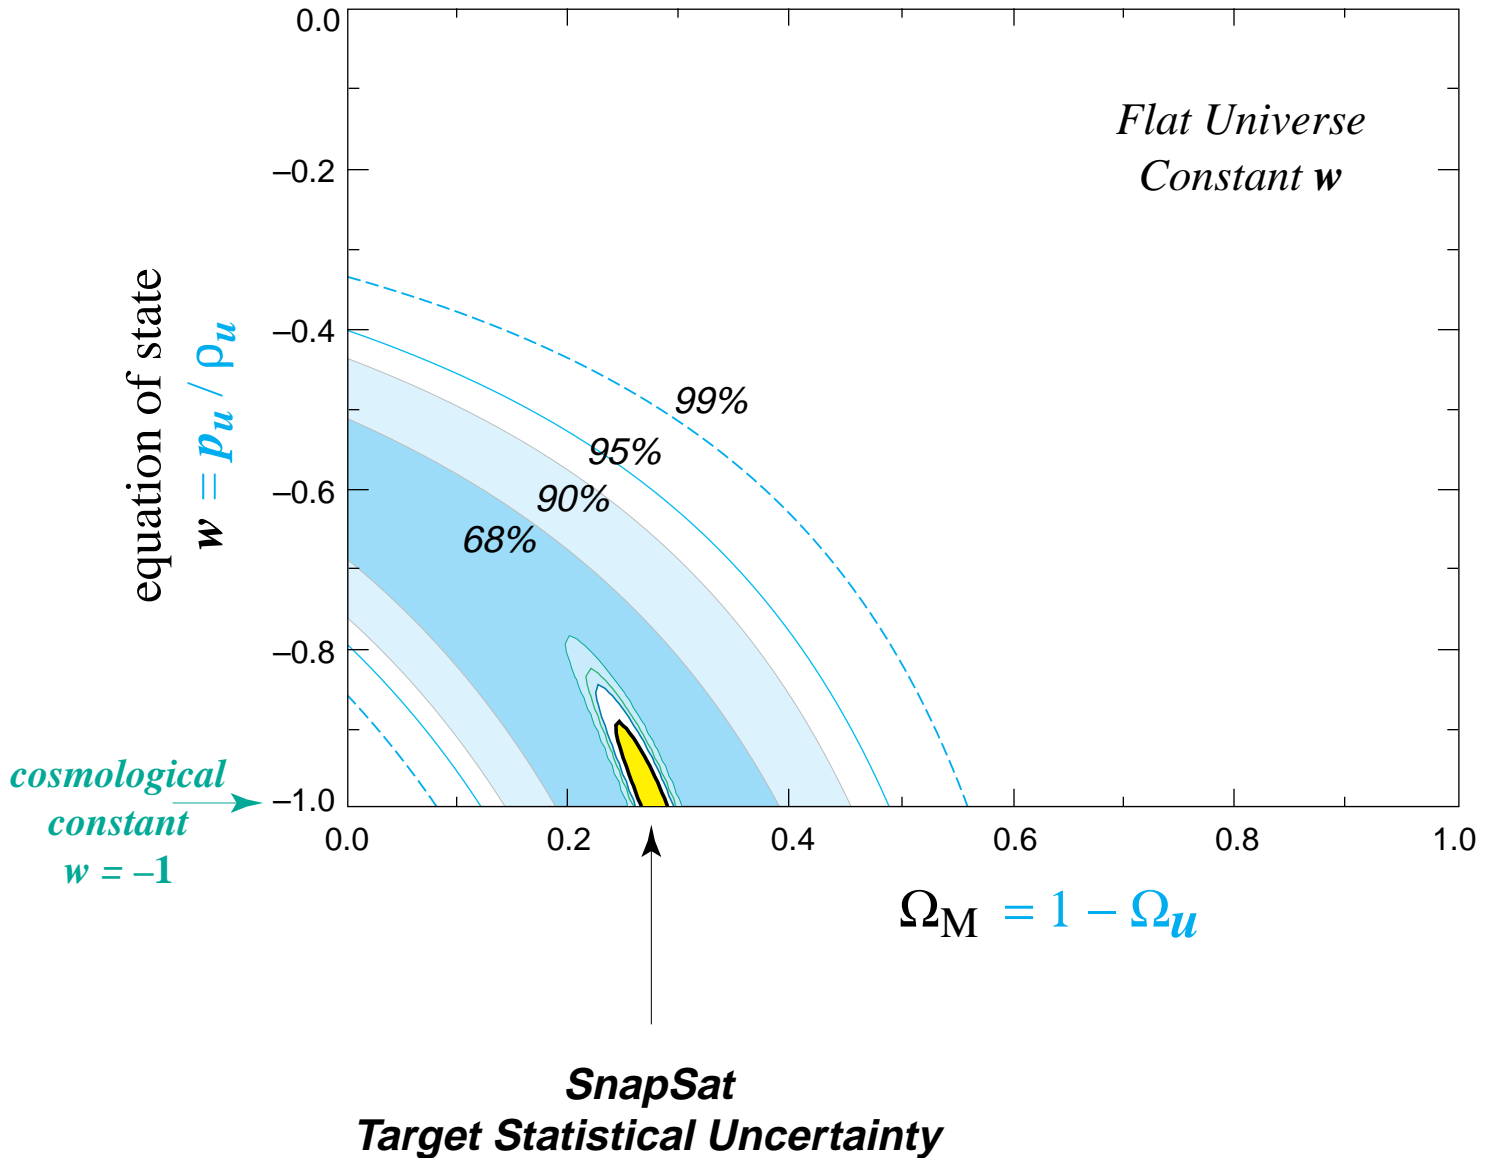 0.0
−0.2
−0.4
−0.6
−0.8
−1.0
equation of state
w = pu / ρu
Flat Universe
Constant w
99%
95%
90%
68%
cosmological
constant
w = −1
0.0 0.2 0.4 0.6 0.8 1.0
ΩM = 1 − Ωu
SnapSat
Target Statistical Uncertainty